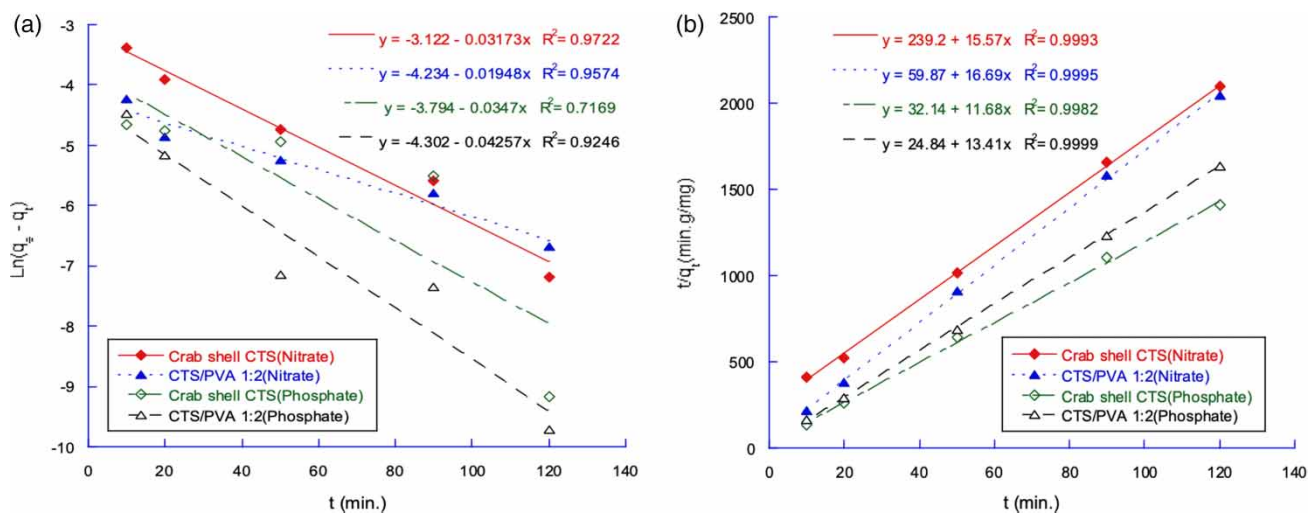 (a)
-3
-4
-5
-6
-7
-8
-9
-10
0
20
40
60
80
100
120
140
t (min.)
y = -3.122 - 0.03173x R²= 0.9722
y = -4.234 - 0.01948x R²= 0.9574
y = -3.794 - 0.0347x R²= 0.7169
y = -4.302 - 0.04257x R²= 0.9246
Crab shell CTS(Nitrate)
CTS/PVA 1:2(Nitrate)
Crab shell CTS(Phosphate)
CTS/PVA 1:2(Phosphate)
(b)
t/qt(min.g/mg)
2500
2000
1500
1000
500
0
0
20
40
60
80
100
120
140
t (min.)
y = 239.2 + 15.57x R²= 0.9993
y = 59.87 + 16.69x R²= 0.9995
y = 32.14 + 11.68x R²= 0.9982
y = 24.84 + 13.41x R²= 0.9999
Crab shell CTS(Nitrate)
CTS/PVA 1:2(Nitrate)
Crab shell CTS(Phosphate)
CTS/PVA 1:2(Phosphate)